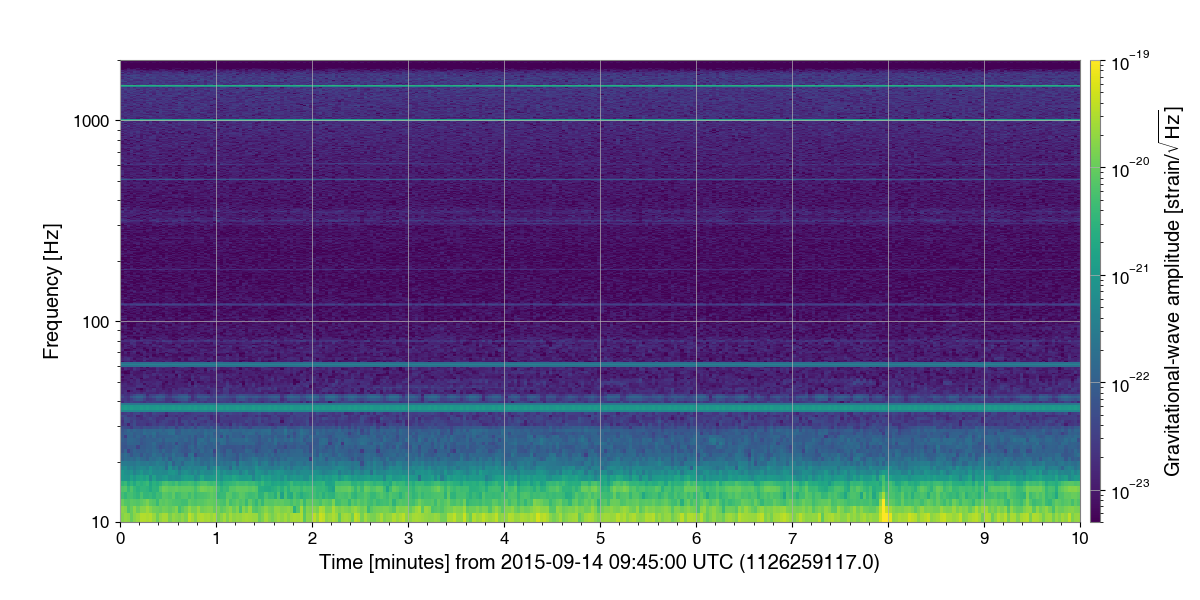 Frequency [Hz]
1000
100
10
0 1 2 3 4 5 6 7 8 9 10
Time [minutes] from 2015-09-14 09:45:00 UTC (1126259117.0)
10⁻¹⁹
10⁻²⁰
10⁻²¹
10⁻²²
10⁻²³
Gravitational-wave amplitude [strain/√Hz]